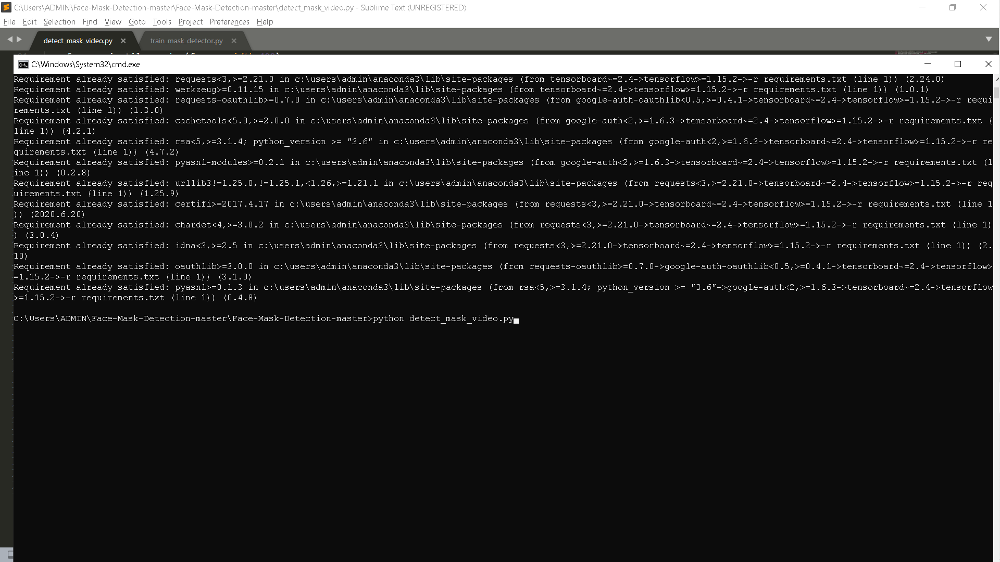 C:\Users\ADMIN\Face-Mask-Detection-master\Face-Mask-Detection-master\detect_mask_video.py - Sublime Text (UNREGISTERED)
File Edit Selection Find View Goto Tools Project Preferences Help
detect_mask_video.py train_mask_detector.py
C:\Windows\System32\cmd.exe
Requirement already satisfied: requests<3,>=2.21.0 in c:\users\admin\anaconda3\lib\site-packages (from tensorboard~=2.4->tensorflow>=1.15.2->-r requirements.txt (line 1)) (2.24.0)
Requirement already satisfied: werkzeug>=0.11.15 in c:\users\admin\anaconda3\lib\site-packages (from tensorboard~=2.4->tensorflow>=1.15.2->-r requirements.txt (line 1)) (1.0.1)
Requirement already satisfied: requests-oauthlib>=0.7.0 in c:\users\admin\anaconda3\lib\site-packages (from google-auth-oauthlib<0.5,>=0.4.1->tensorboard~=2.4->tensorflow>=1.15.2->-r requi
rements.txt (line 1)) (1.3.0)
Requirement already satisfied: cachetools<5.0,>=2.0.0 in c:\users\admin\anaconda3\lib\site-packages (from google-auth<2,>=1.6.3->tensorboard~=2.4->tensorflow>=1.15.2->-r requirements.txt (
line 1)) (4.2.1)
Requirement already satisfied: rsa<5,>=3.1.4; python_version >= "3.6" in c:\users\admin\anaconda3\lib\site-packages (from google-auth<2,>=1.6.3->tensorboard~=2.4->tensorflow>=1.15.2->-r re
quirements.txt (line 1)) (4.7.2)
Requirement already satisfied: pyasn1-modules>=0.2.1 in c:\users\admin\anaconda3\lib\site-packages (from google-auth<2,>=1.6.3->tensorboard~=2.4->tensorflow>=1.15.2->-r requirements.txt (l
ine 1)) (0.2.8)
Requirement already satisfied: urllib3!=1.25.0,!=1.25.1,<1.26,>=1.21.1 in c:\users\admin\anaconda3\lib\site-packages (from requests<3,>=2.21.0->tensorboard~=2.4->tensorflow>=1.15.2->-r req
uirements.txt (line 1)) (1.25.9)
Requirement already satisfied: certifi>=2017.4.17 in c:\users\admin\anaconda3\lib\site-packages (from requests<3,>=2.21.0->tensorboard~=2.4->tensorflow>=1.15.2->-r requirements.txt (line 1
)) (2020.6.20)
Requirement already satisfied: chardet<4,>=3.0.2 in c:\users\admin\anaconda3\lib\site-packages (from requests<3,>=2.21.0->tensorboard~=2.4->tensorflow>=1.15.2->-r requirements.txt (line 1)
) (3.0.4)
Requirement already satisfied: idna<3,>=2.5 in c:\users\admin\anaconda3\lib\site-packages (from requests<3,>=2.21.0->tensorboard~=2.4->tensorflow>=1.15.2->-r requirements.txt (line 1)) (2.
10)
Requirement already satisfied: oauthlib>=3.0.0 in c:\users\admin\anaconda3\lib\site-packages (from requests-oauthlib>=0.7.0->google-auth-oauthlib<0.5,>=0.4.1->tensorboard~=2.4->tensorflow>
=1.15.2->-r requirements.txt (line 1)) (3.1.0)
Requirement already satisfied: pyasn1>=0.1.3 in c:\users\admin\anaconda3\lib\site-packages (from rsa<5,>=3.1.4; python_version >= "3.6"->google-auth<2,>=1.6.3->tensorboard~=2.4->tensorflow
>=1.15.2->-r requirements.txt (line 1)) (0.4.8)
C:\Users\ADMIN\Face-Mask-Detection-master\Face-Mask-Detection-master>python detect_mask_video.py